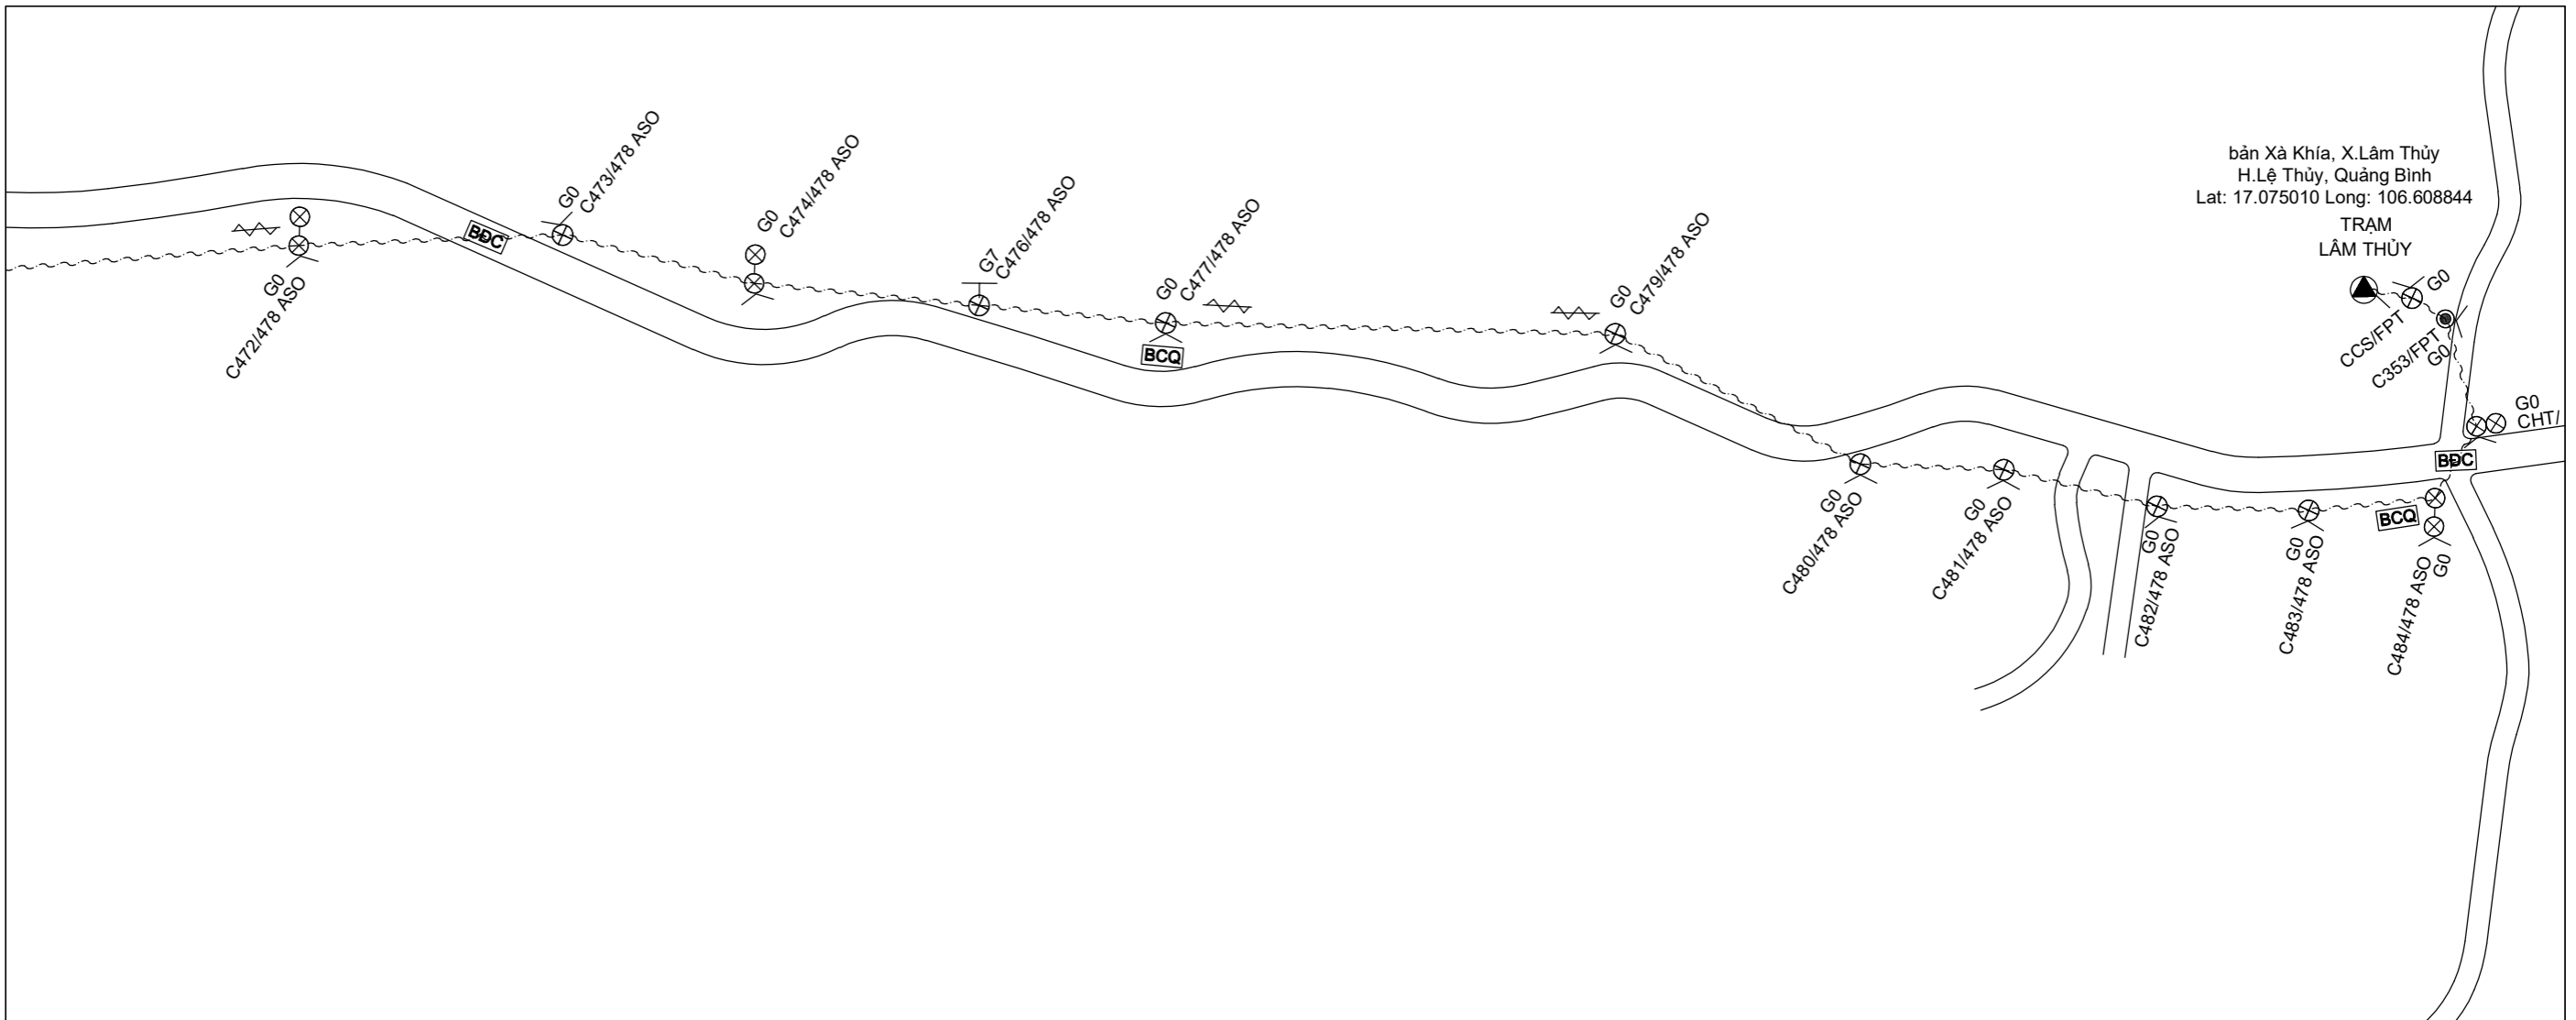 G0
C472/478 ASO
BĐC
G0
C473/478 ASO
G0
C474/478 ASO
G7
C476/478 ASO
G0
C477/478 ASO
BCQ
G0
C479/478 ASO
G0
C480/478 ASO
G0
C481/478 ASO
G0
C482/478 ASO
G0
C483/478 ASO
BCQ
C484/478 ASO
G0
bản Xà Khía, X.Lâm Thủy
H.Lệ Thủy, Quảng Bình
Lat: 17.075010 Long: 106.608844
TRẠM
LÂM THỦY
G0
CCS/FPT
C353/FPT
G0
G0
CHT/
BĐC